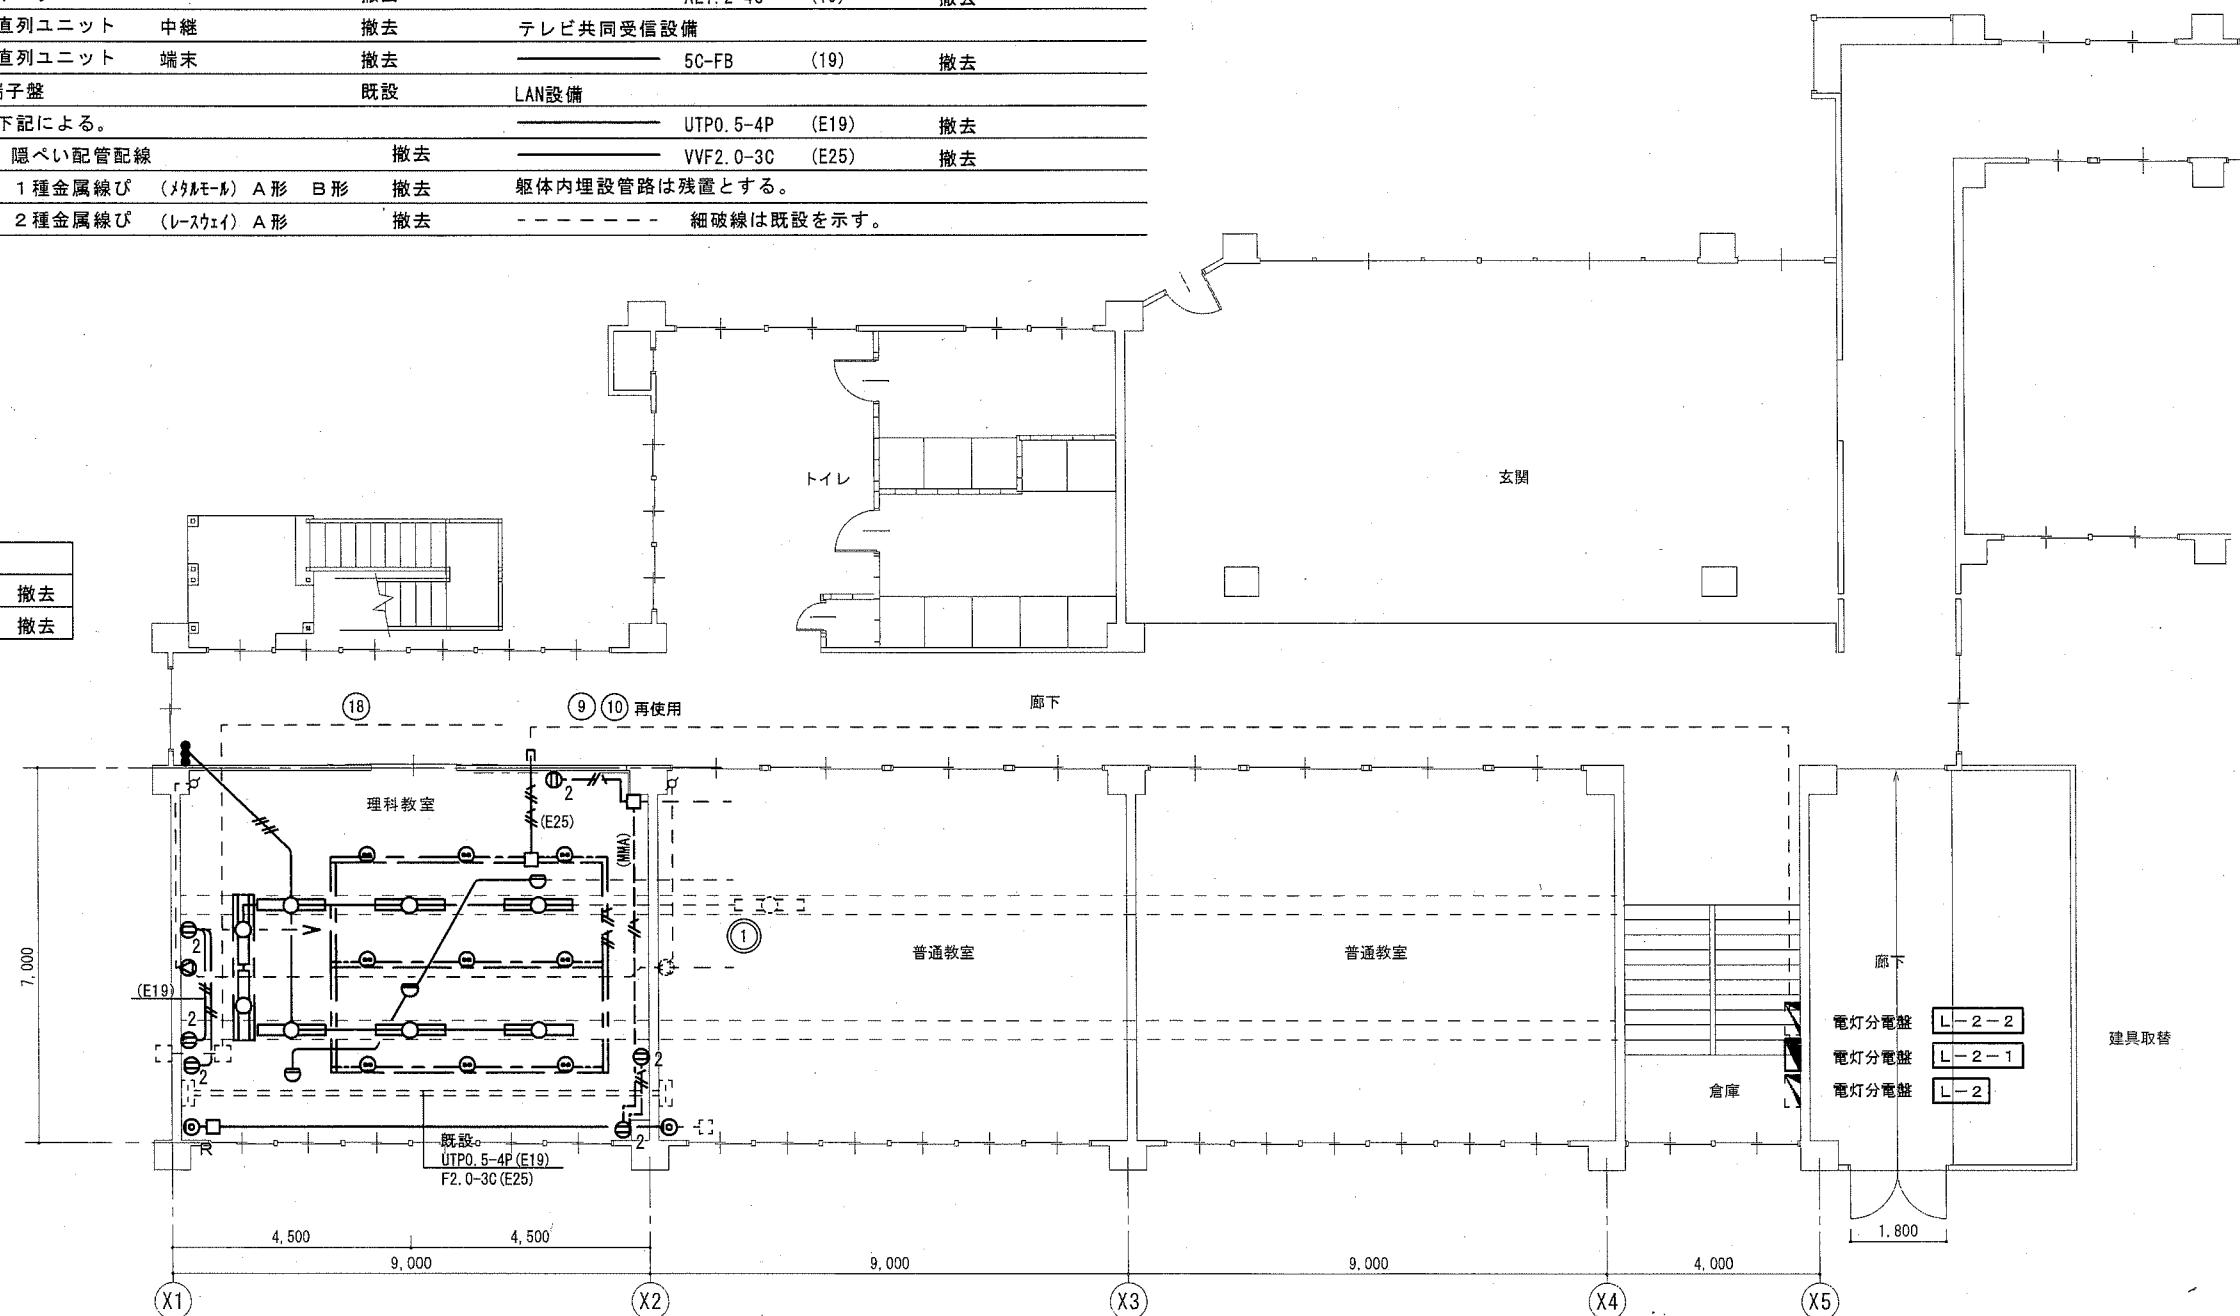 撤去
直列ユニット 中継 撤去 テレビ共同受信設備
直列ユニット 端末 撤去 5C-FB (19) 撤去
端子盤 既設 LAN設備
下記による。 UTP0.5-4P (E19) 撤去
隠ぺい配管配線 撤去 VVF2.0-3C (E25) 撤去
1種金属線ぴ (メタルモール) A形 B形 撤去 躯体内埋設管路は残置とする。
2種金属線ぴ (レースウェイ) A形 撤去 細破線は既設を示す。
撤去
撤去
トイレ
玄関
18
9 10 再使用
廊下
理科教室
2
(E25)
(MMA)
1
2
普通教室
普通教室
廊下
7,000
(E19)
2
2
2
電灯分電盤 L-2-2
電灯分電盤 L-2-1
電灯分電盤 L-2
建具取替
倉庫
2
R
既設
UTP0.5-4P(E19)
F2.0-3C(E25)
4,500 4,500
1,800
9,000 9,000 9,000 4,000
X1 X2 X3 X4 X5